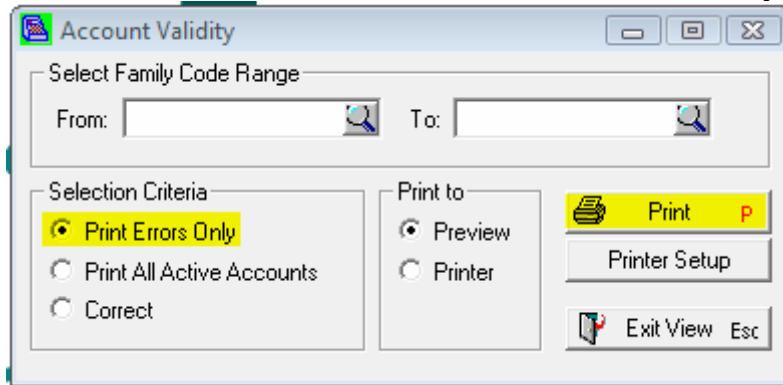 Account Validity
Select Family Code Range
From: To:
Selection Criteria
Print Errors Only
Print All Active Accounts
Correct
Print to
Preview
Printer
Print P
Printer Setup
Exit View Esc